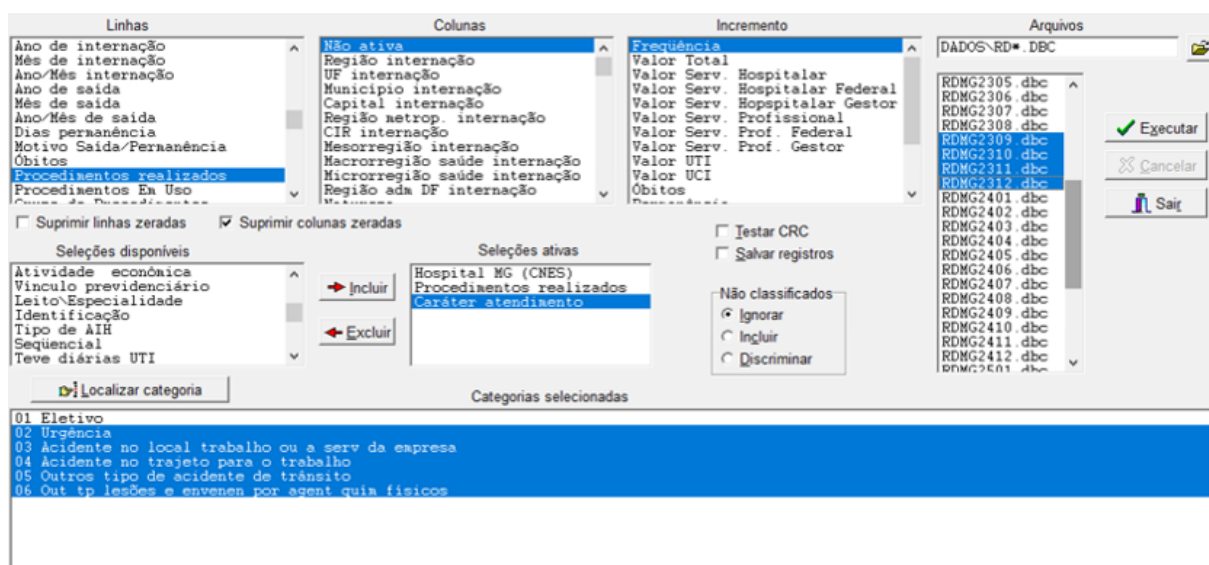 Linhas
Ano de internação
Mês de internação
Ano/Mês internação
Ano de saída
Mês de saída
Ano/Mês de saída
Dias permanência
Motivo Saída/Permanência
Óbitos
Procedimentos realizados
Procedimentos Em Uso
Colunas
Não ativa
Região internação
UF internação
Município internação
Capital internação
Região metrop. internação
CIR internação
Mesorregião internação
Macrorregião saúde internação
Microrregião saúde internação
Região adm DF internação
Incremento
Freqüência
Valor Total
Valor Serv. Hospitalar
Valor Serv. Hospitalar Federal
Valor Serv. Hopspitalar Gestor
Valor Serv. Profissional
Valor Serv. Prof. Federal
Valor Serv. Prof. Gestor
Valor UTI
Valor UCI
Óbitos
Arquivos
DADOS\RD*.DBC
RDMG2305.dbc
RDMG2306.dbc
RDMG2307.dbc
RDMG2308.dbc
RDMG2309.dbc
RDMG2310.dbc
RDMG2311.dbc
RDMG2312.dbc
RDMG2401.dbc
RDMG2402.dbc
RDMG2403.dbc
RDMG2404.dbc
RDMG2405.dbc
RDMG2406.dbc
RDMG2407.dbc
RDMG2408.dbc
RDMG2409.dbc
RDMG2410.dbc
RDMG2411.dbc
RDMG2412.dbc
RDMG2501.dbc
Executar
Cancelar
Sair
Suprimir linhas zeradas
Suprimir colunas zeradas
Testar CRC
Salvar registros
Seleções disponíveis
Atividade econômica
Vínculo previdenciário
Leito\Especialidade
Identificação
Tipo de AIH
Seqüencial
Teve diárias UTI
Incluir
Excluir
Seleções ativas
Hospital MG (CNES)
Procedimentos realizados
Caráter atendimento
Não classificados
Ignorar
Incluir
Discriminar
Localizar categoria
Categorias selecionadas
01 Eletivo
02 Urgência
03 Acidente no local trabalho ou a serv da empresa
04 Acidente no trajeto para o trabalho
05 Outros tipo de acidente de trânsito
06 Out tp lesões e envenen por agent quím físicos